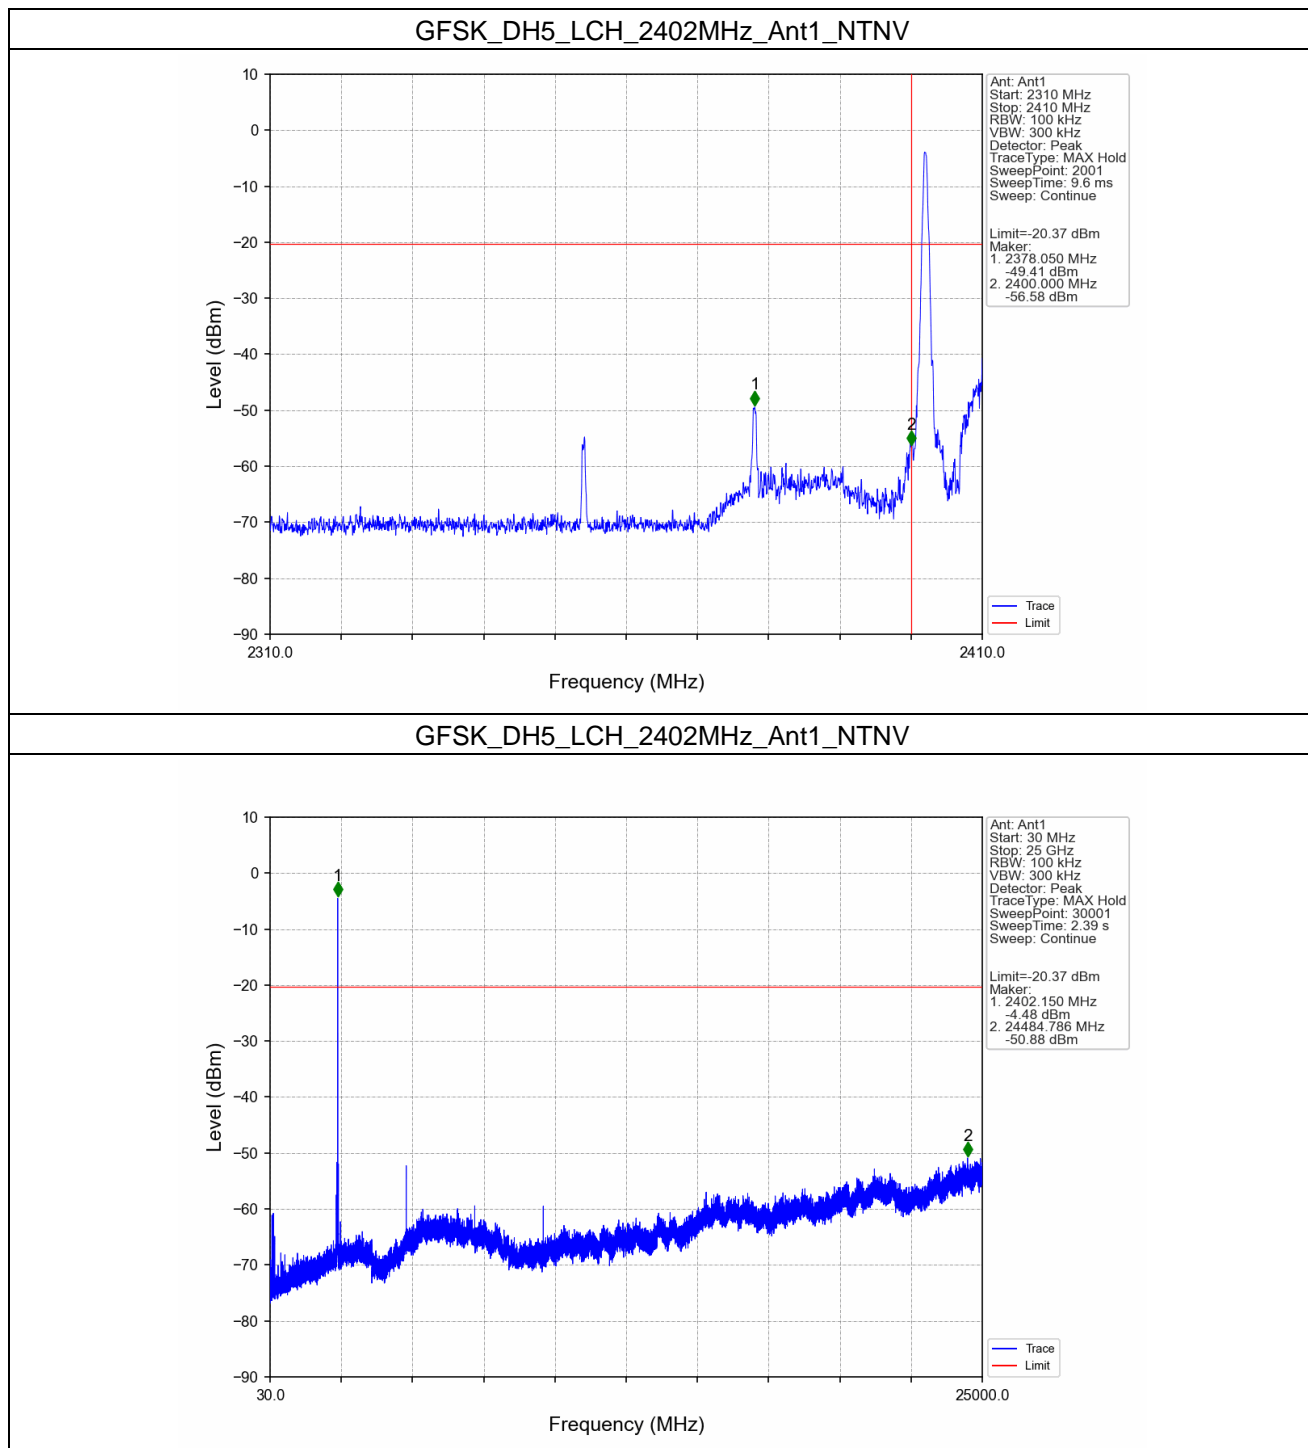 GFSK_DH5_LCH_2402MHz_Ant1_NTNV
10
0
−10
−20
−30
−40
−50
−60
−70
−80
−90
Level (dBm)
1
2
2310.0
2410.0
Frequency (MHz)
Ant: Ant1
Start: 2310 MHz
Stop: 2410 MHz
RBW: 100 kHz
VBW: 300 kHz
Detector: Peak
TraceType: MAX Hold
SweepPoint: 2001
SweepTime: 9.6 ms
Sweep: Continue
Limit=-20.37 dBm
Maker:
1. 2378.050 MHz
-49.41 dBm
2. 2400.000 MHz
-56.58 dBm
Trace
Limit
GFSK_DH5_LCH_2402MHz_Ant1_NTNV
10
0
−10
−20
−30
−40
−50
−60
−70
−80
−90
Level (dBm)
1
2
30.0
25000.0
Frequency (MHz)
Ant: Ant1
Start: 30 MHz
Stop: 25 GHz
RBW: 100 kHz
VBW: 300 kHz
Detector: Peak
TraceType: MAX Hold
SweepPoint: 30001
SweepTime: 2.39 s
Sweep: Continue
Limit=-20.37 dBm
Maker:
1. 2402.150 MHz
-4.48 dBm
2. 24484.786 MHz
-50.88 dBm
Trace
Limit